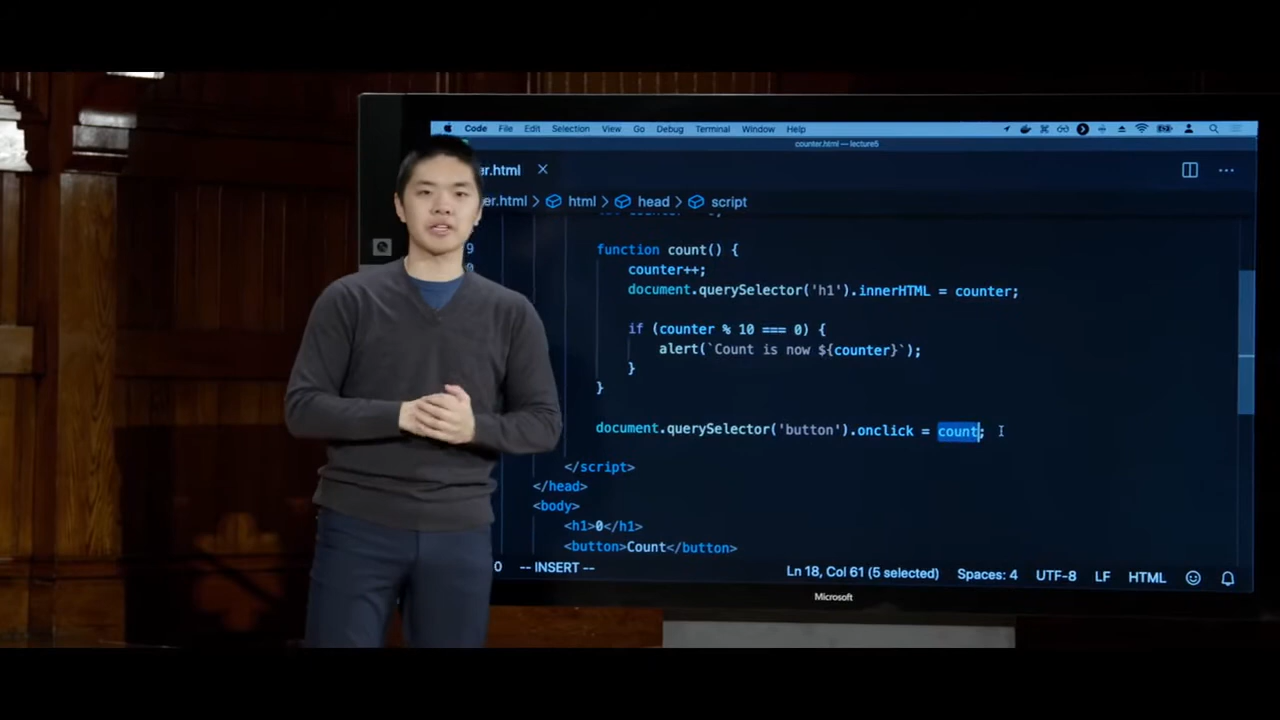 Code File Edit Selection View Go Debug Terminal Window Help
counter.html — lecture5
er.html
er.html > html > head > script
9
function count() {
counter++;
document.querySelector('h1').innerHTML = counter;
if (counter % 10 === 0) {
alert(`Count is now ${counter}`);
}
}
document.querySelector('button').onclick = count;
</script>
</head>
<body>
<h1>0</h1>
<button>Count</button>
0 -- INSERT -- Ln 18, Col 61 (5 selected) Spaces: 4 UTF-8 LF HTML
Microsoft